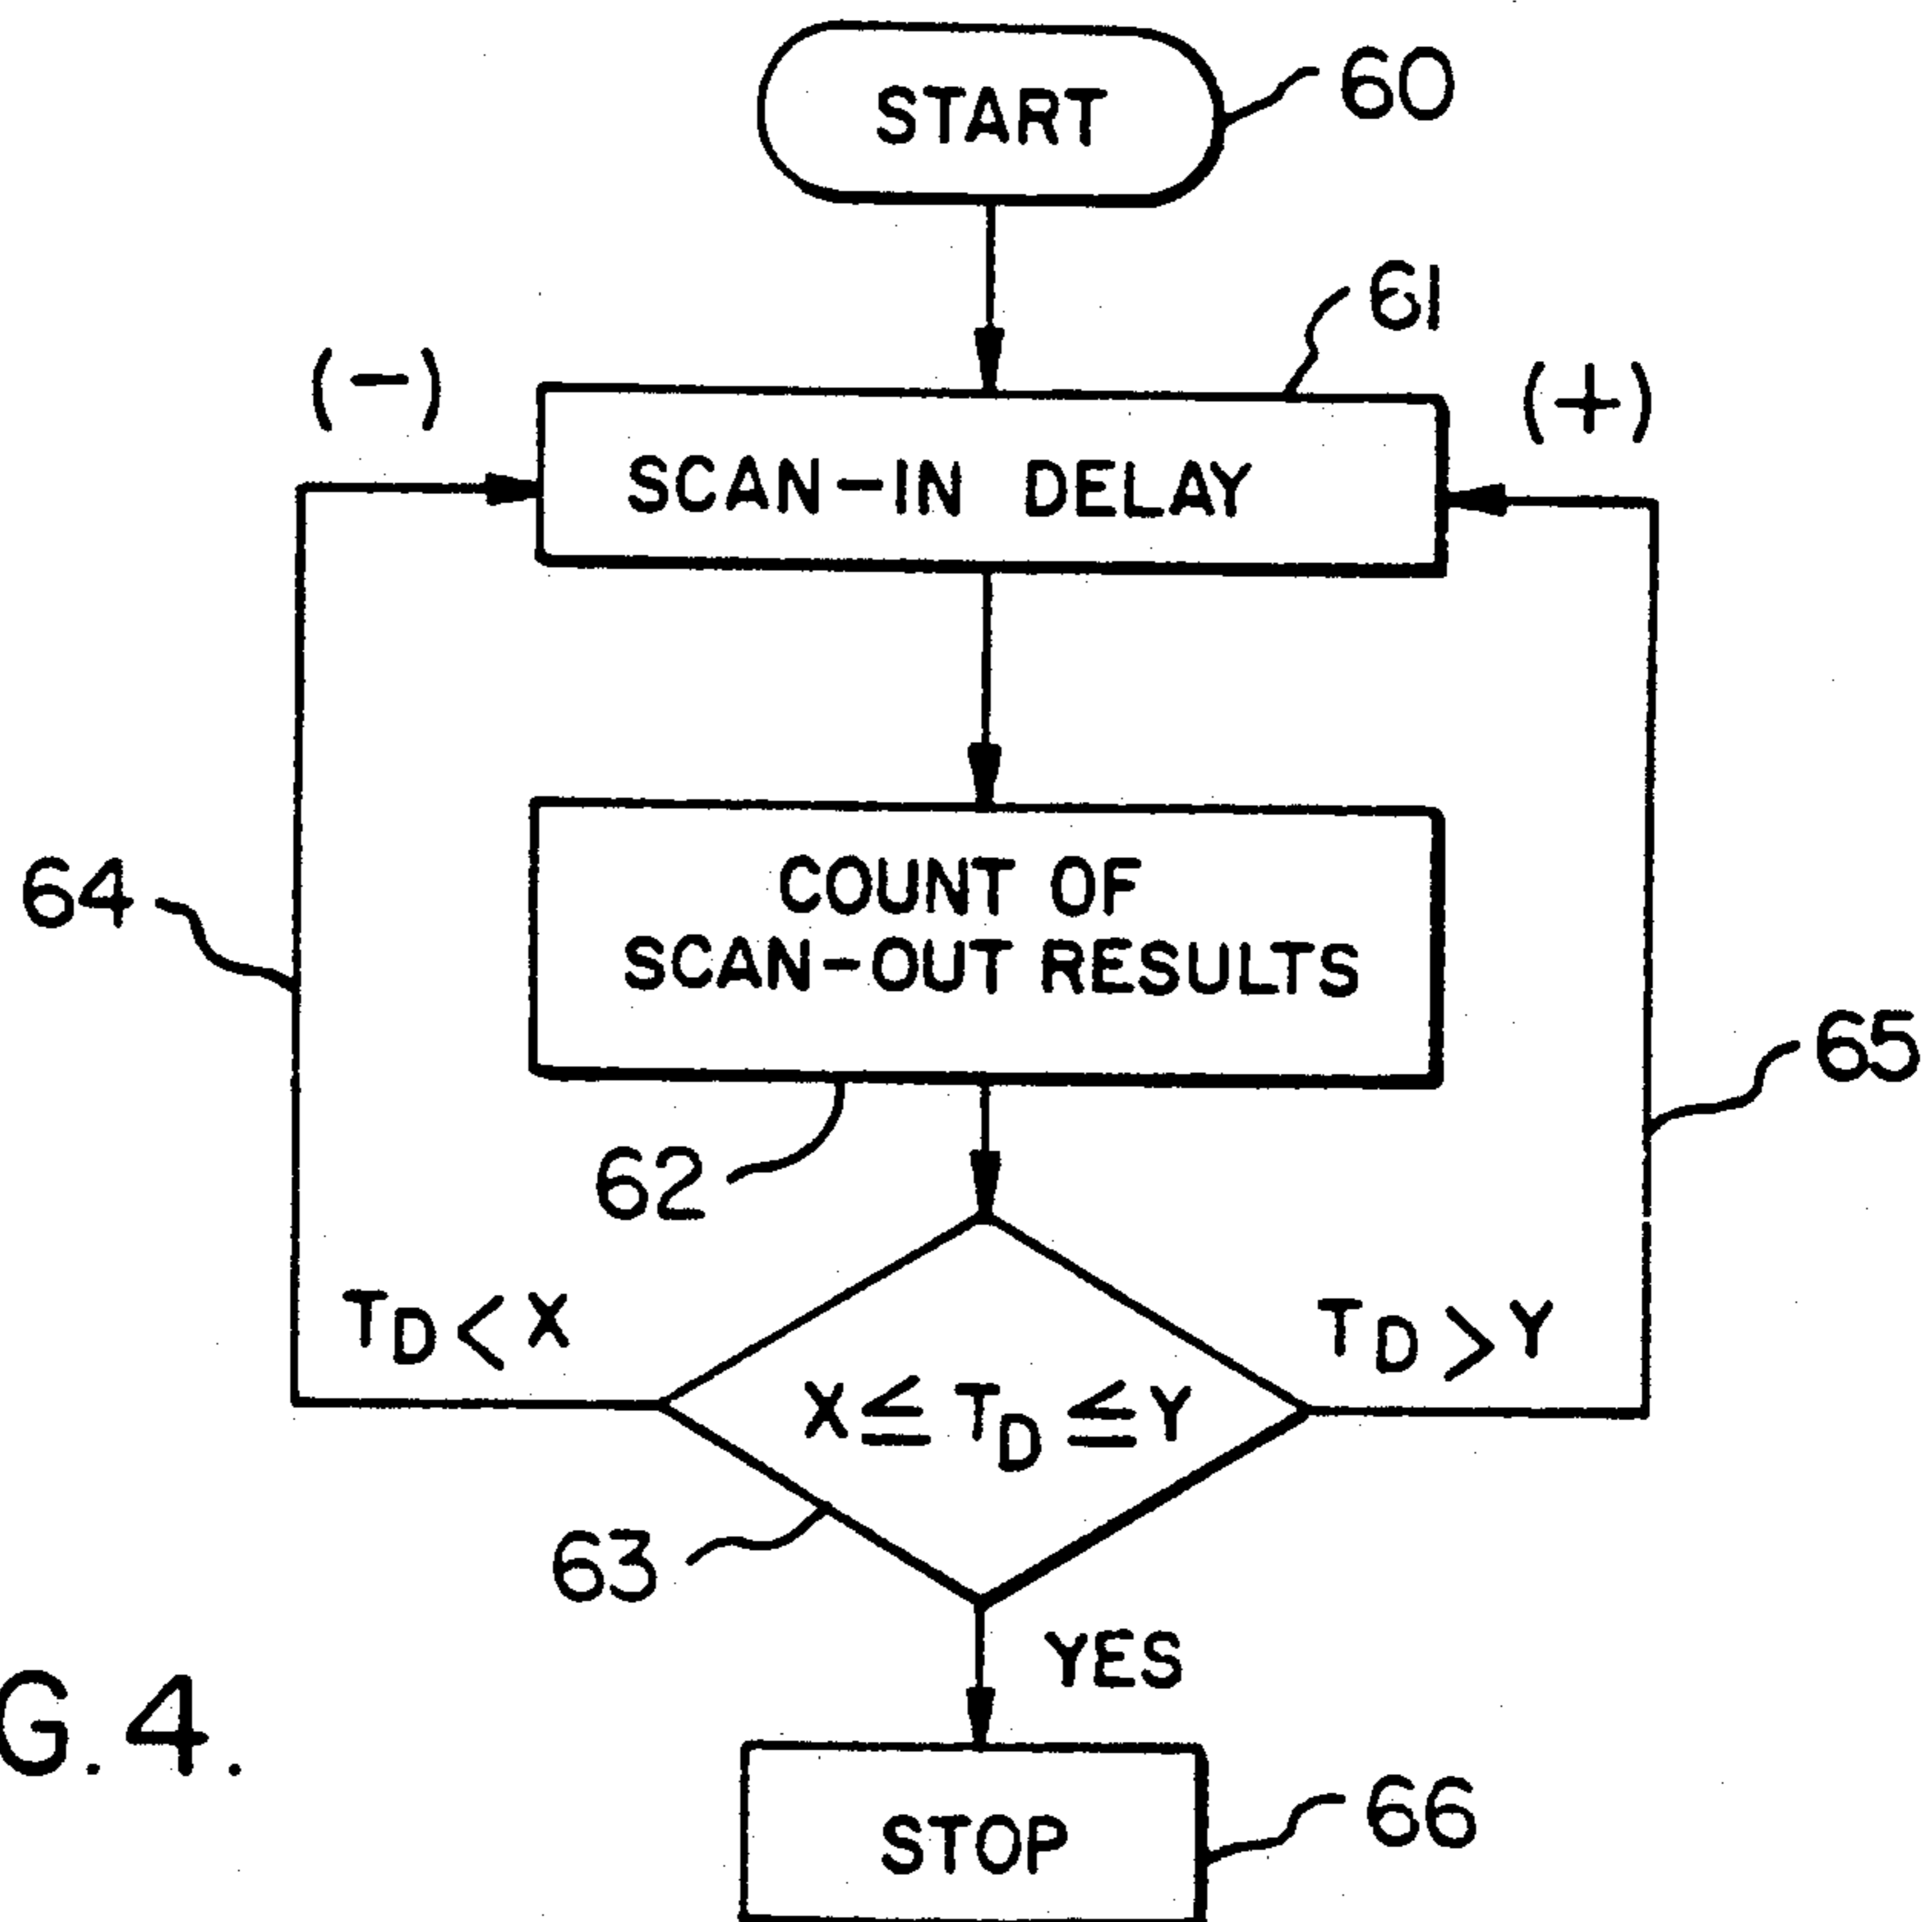 START
60
61
(-)
(+)
SCAN-IN DELAY
COUNT OF
SCAN-OUT RESULTS
64
65
62
TD < X
TD > Y
X ≤ TD ≤ Y
63
YES
G.4.
STOP
66